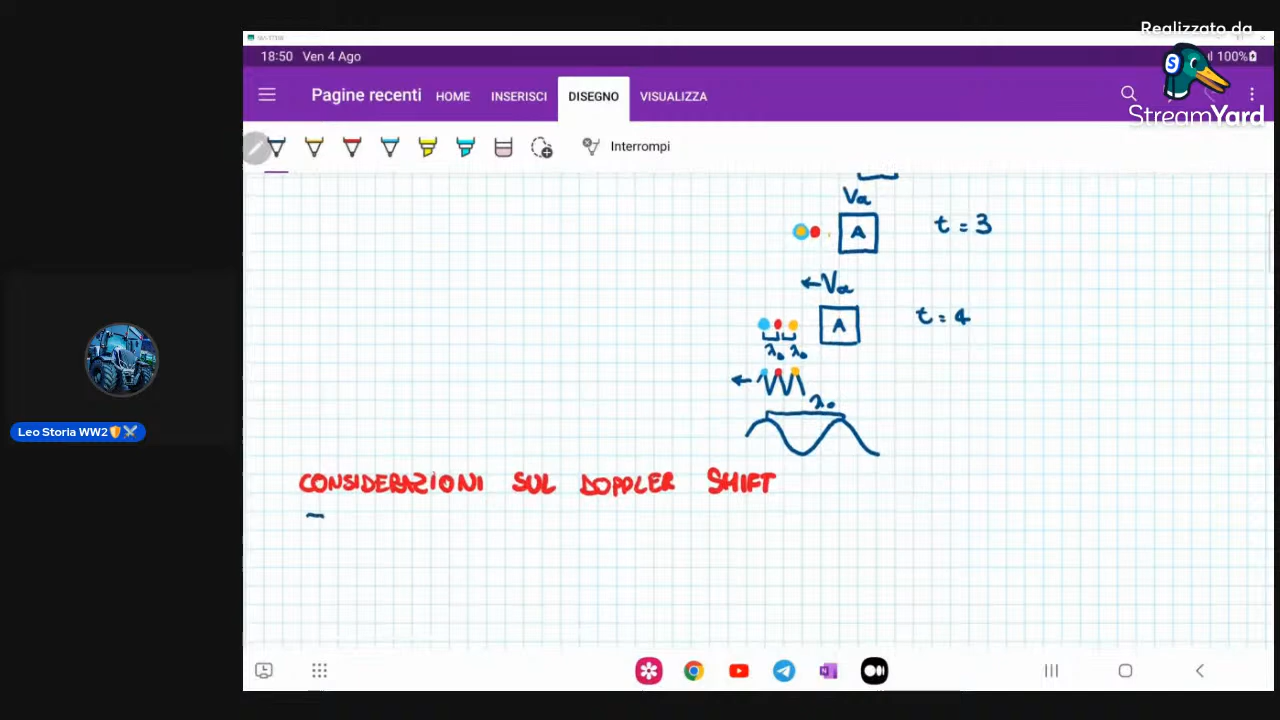 Realizzato da
StreamYard
18:50 Ven 4 Ago
100%
Pagine recenti HOME INSERISCI DISEGNO VISUALIZZA
Interrompi
Va
A t = 3
←Va
A t = 4
λ₀ λ₀
λ₀
CONSIDERAZIONI SUL DOPPLER SHIFT
–
Leo Storia WW2🛡️⚔️